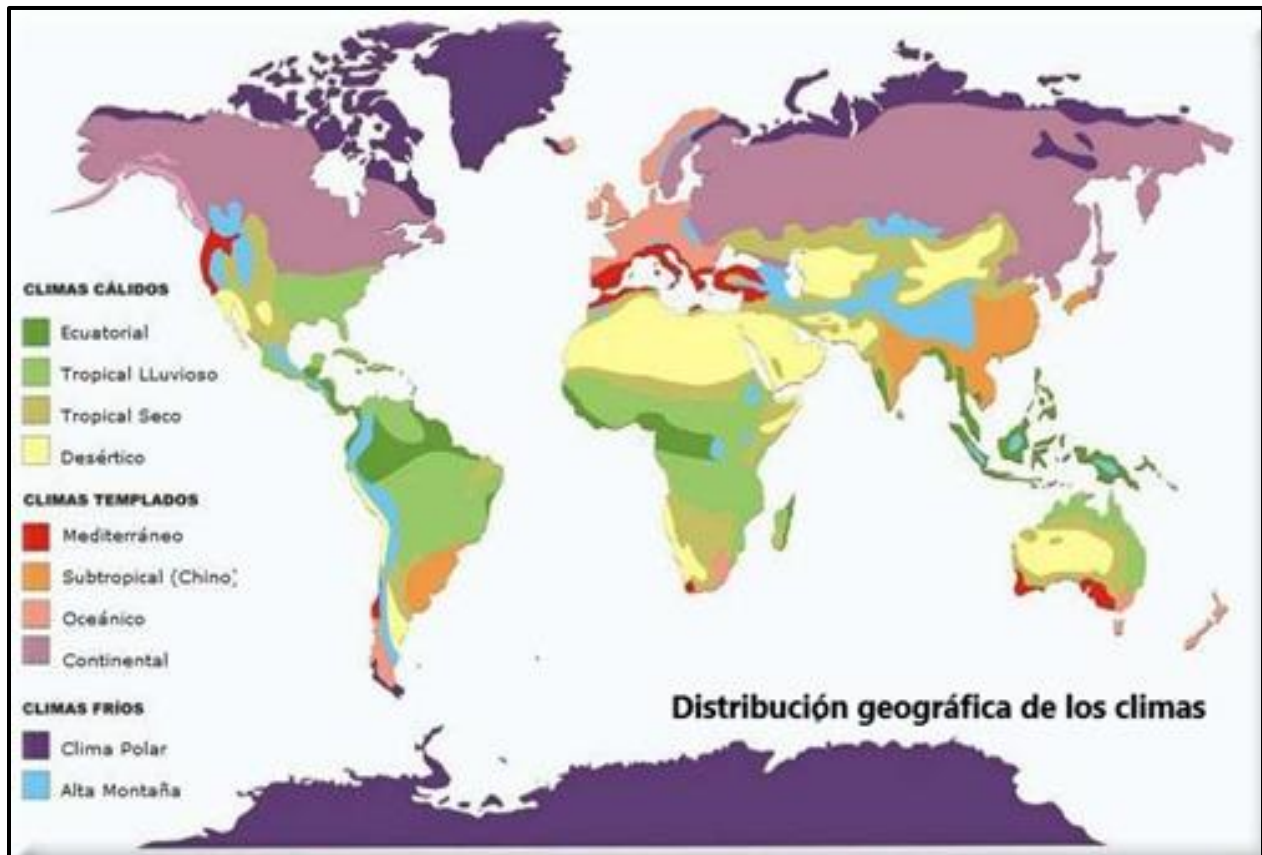 CLIMAS CÁLIDOS
Ecuatorial
Tropical LLuvioso
Tropical Seco
Desértico
CLIMAS TEMPLADOS
Mediterráneo
Subtropical (Chino)
Oceánico
Continental
CLIMAS FRÍOS
Clima Polar
Alta Montaña
Distribución geográfica de los climas